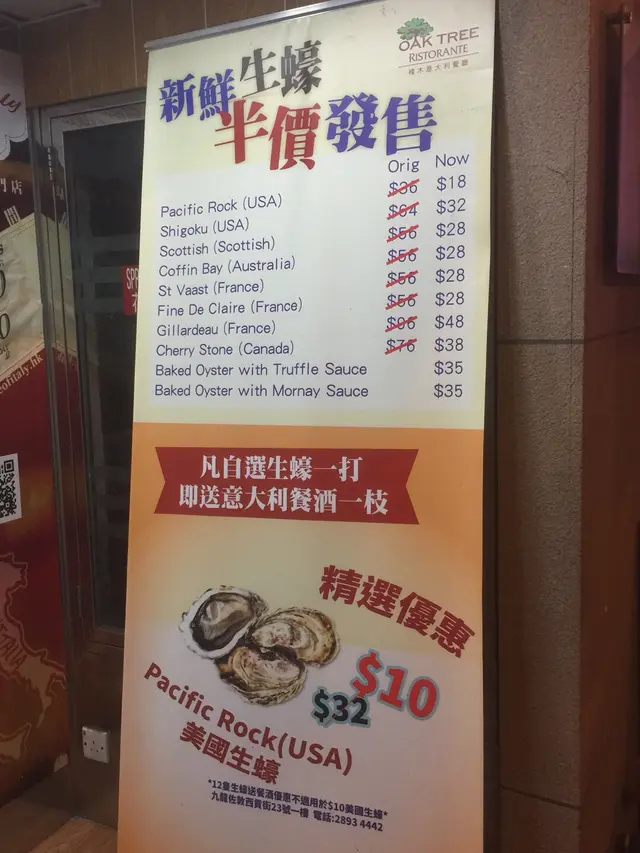 OAK TREE
RISTORANTE
橡木意大利餐廳
新鮮生蠔
半價發售
Orig Now
Pacific Rock (USA) $36 $18
Shigoku (USA) $64 $32
Scottish (Scottish) $56 $28
Coffin Bay (Australia) $56 $28
St Vaast (France) $56 $28
Fine De Claire (France) $56 $28
Gillardeau (France) $96 $48
Cherry Stone (Canada) $76 $38
Baked Oyster with Truffle Sauce $35
Baked Oyster with Mornay Sauce $35
凡自選生蠔一打
即送意大利餐酒一枝
精選優惠
$10
$32
Pacific Rock(USA)
美國生蠔
*12隻生蠔送餐酒優惠不適用於$10美國生蠔*
九龍佐敦西貢街23號一樓 電話:2893 4442
門店